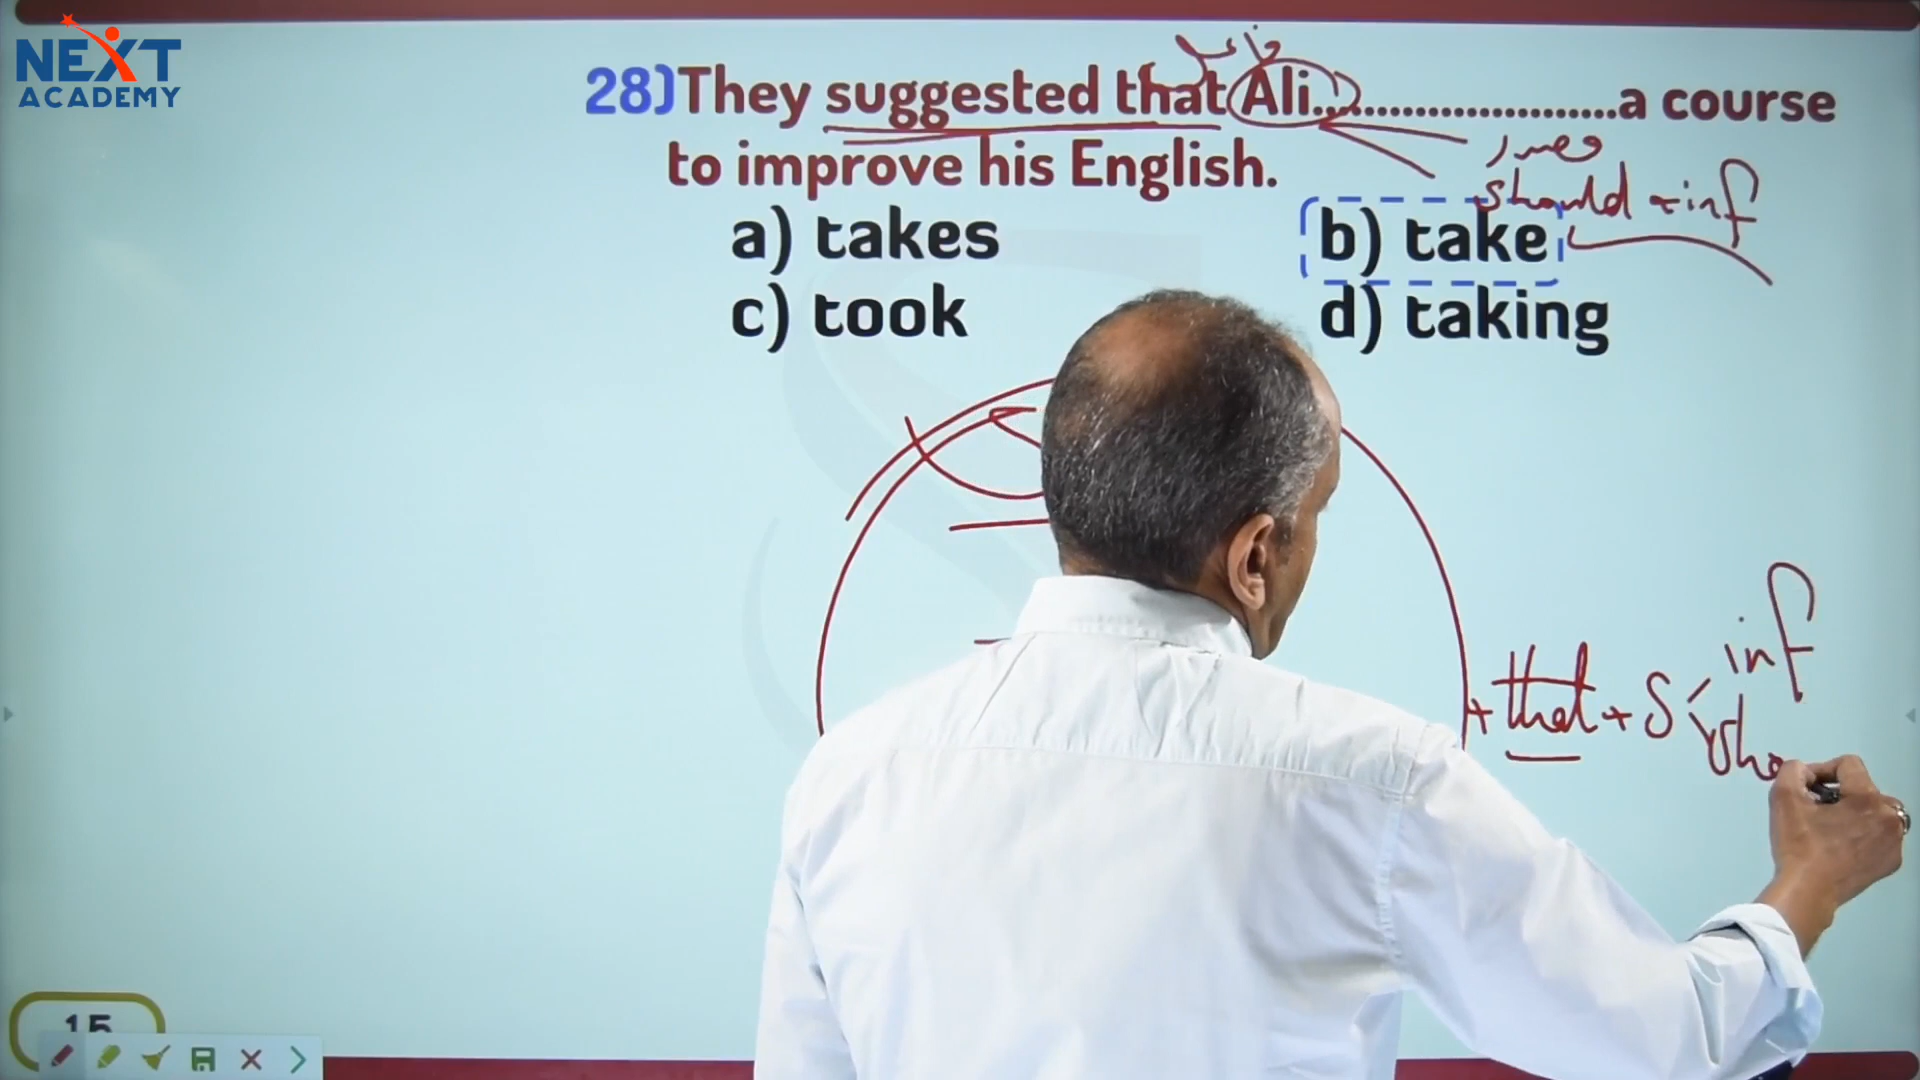 NEXT
ACADEMY
28)They suggested that Ali......................a course
to improve his English.
should + inf
a) takes
b) take
c) took
d) taking
inf
+ that + S
sho
15